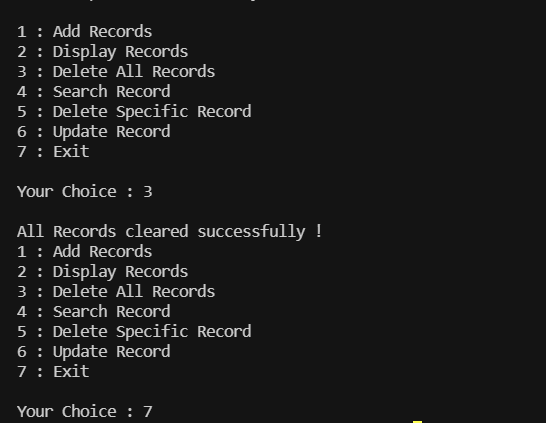 1 : Add Records
2 : Display Records
3 : Delete All Records
4 : Search Record
5 : Delete Specific Record
6 : Update Record
7 : Exit
Your Choice : 3
All Records cleared successfully !
1 : Add Records
2 : Display Records
3 : Delete All Records
4 : Search Record
5 : Delete Specific Record
6 : Update Record
7 : Exit
Your Choice : 7